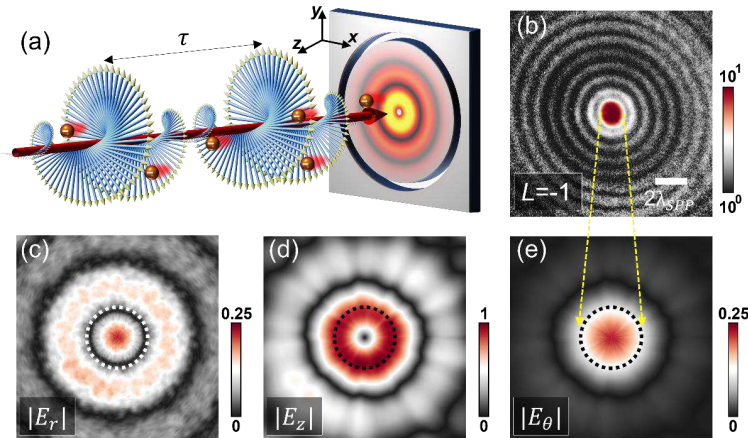 (a)
τ
y
z
x
(b)
10¹
10⁰
L=-1
2λSPP
(c)
0.25
0
|Er|
(d)
1
0
|Ez|
(e)
0.25
0
|Eθ|